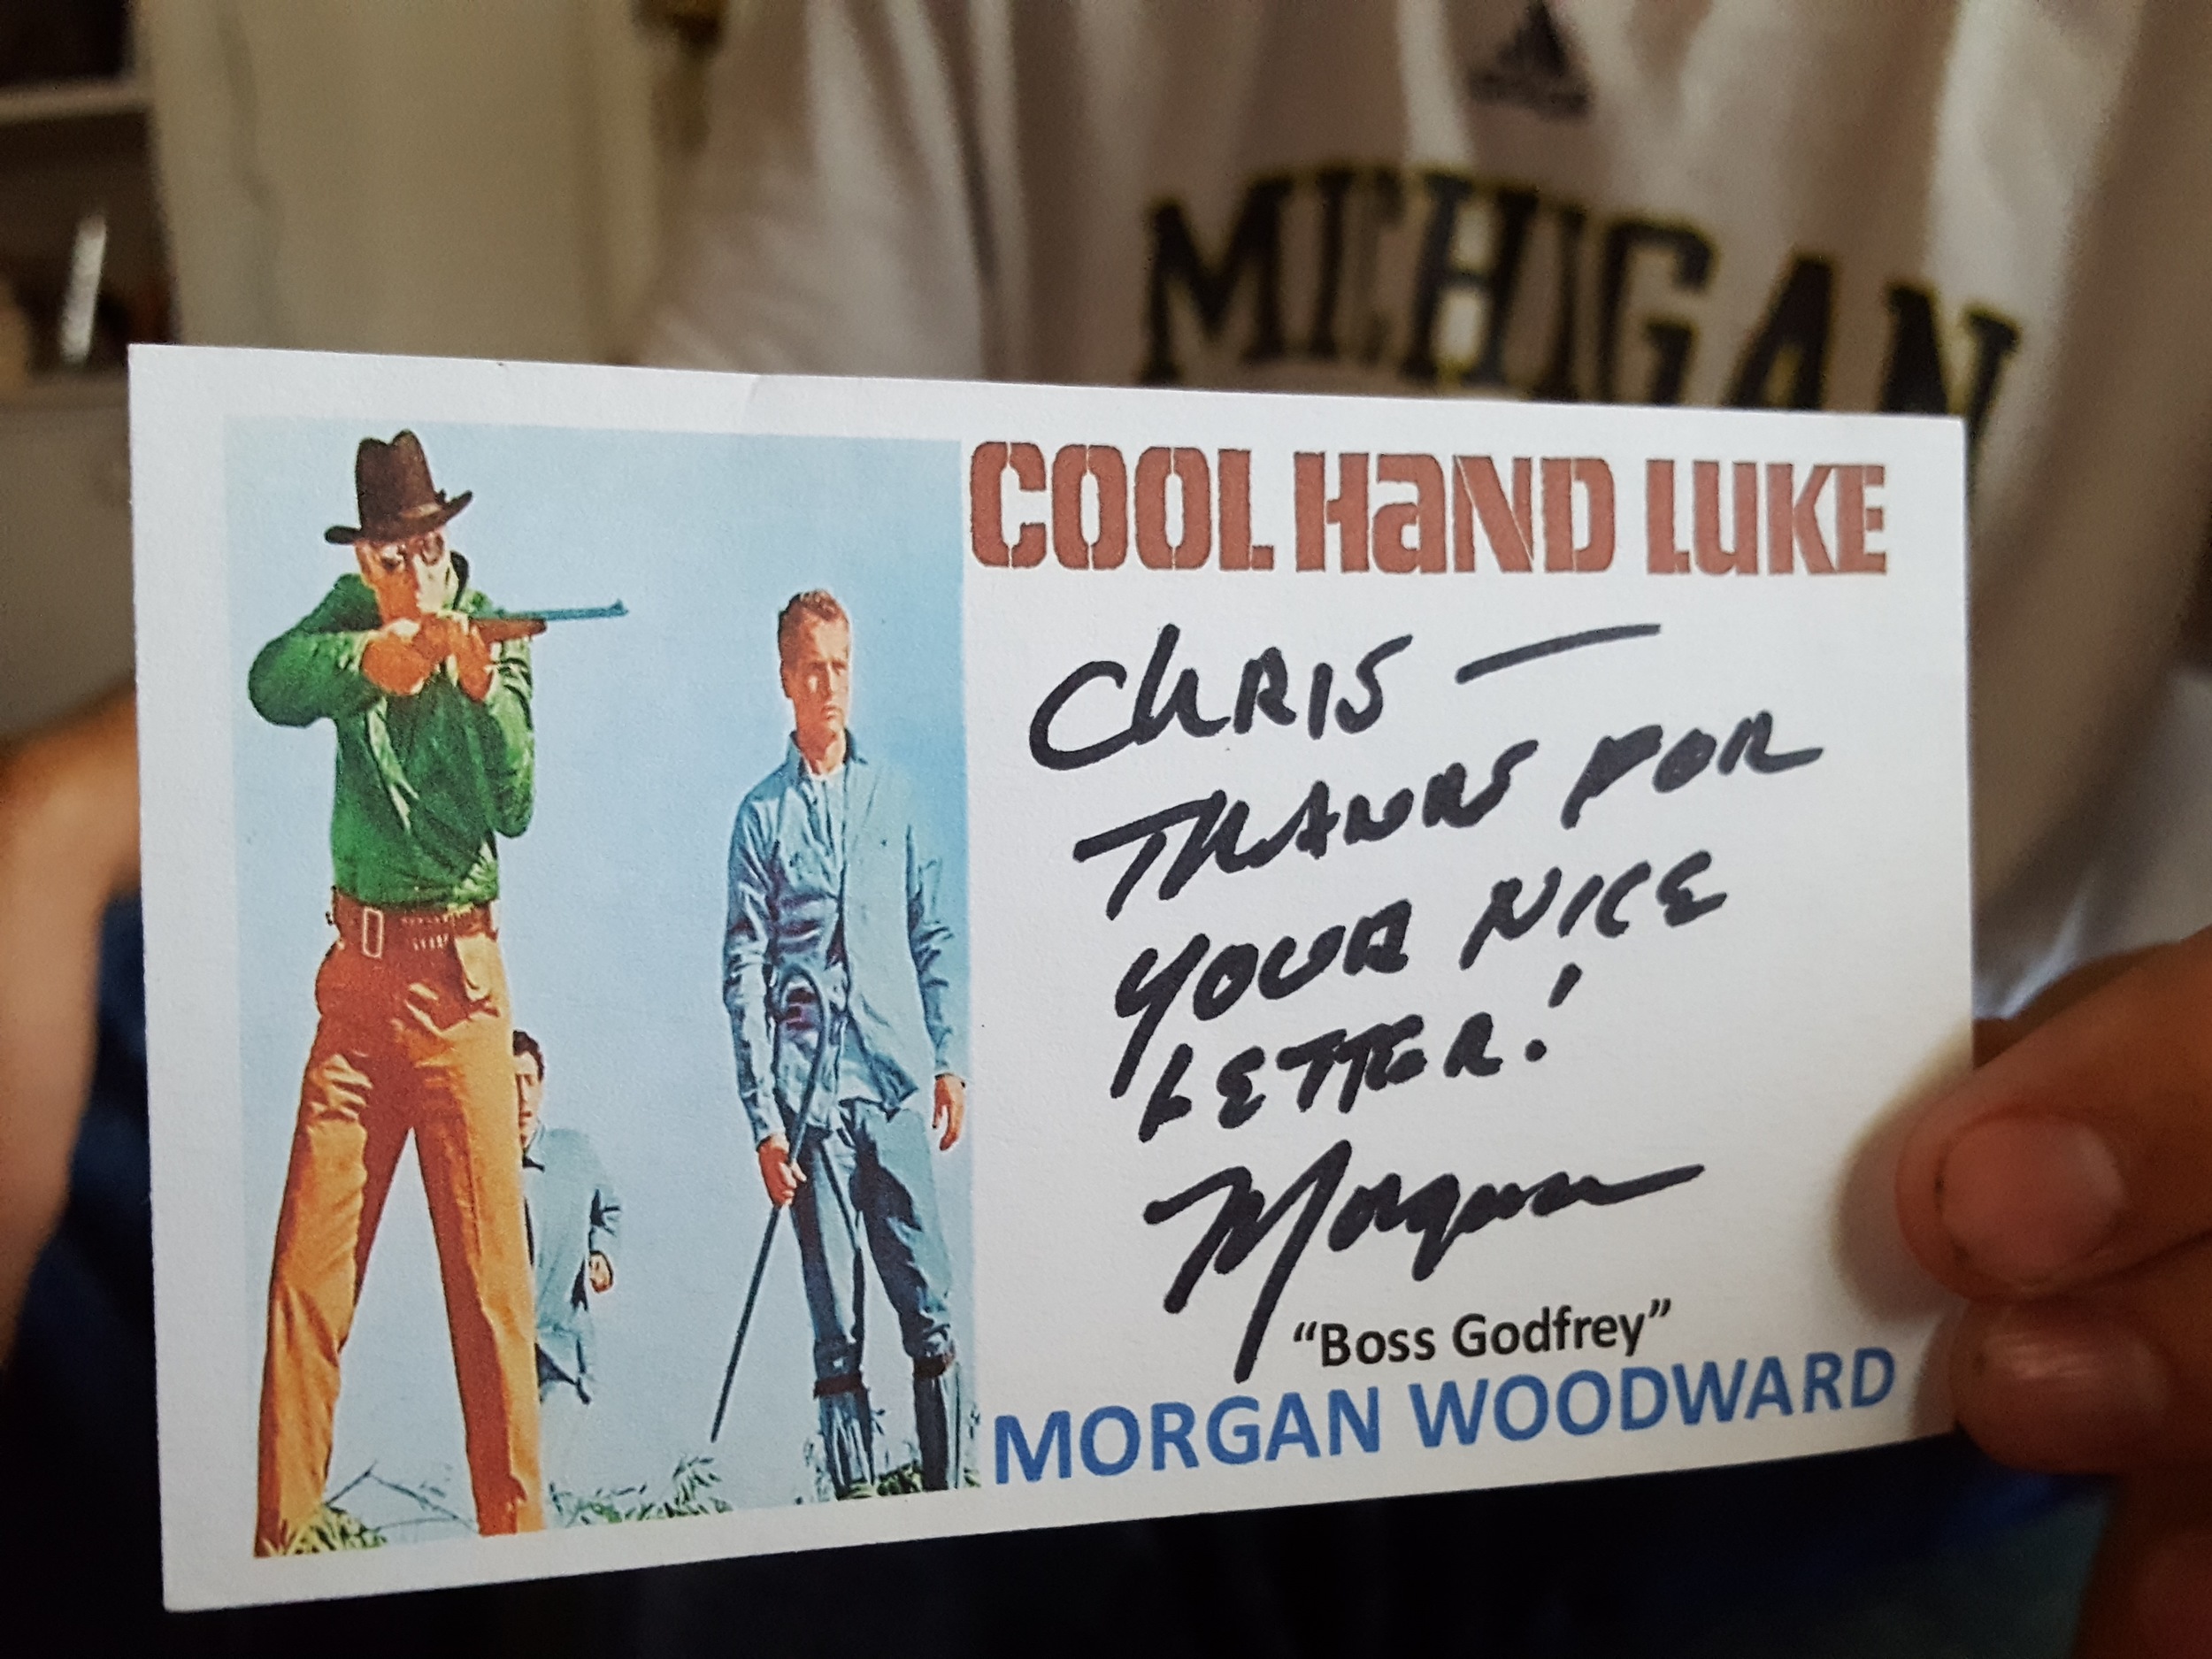 MICHIGAN
COOL HaND LUKE
CHRIS —
THANKS FOR
YOUR NICE
LETTER!
Morgan
“Boss Godfrey”
MORGAN WOODWARD